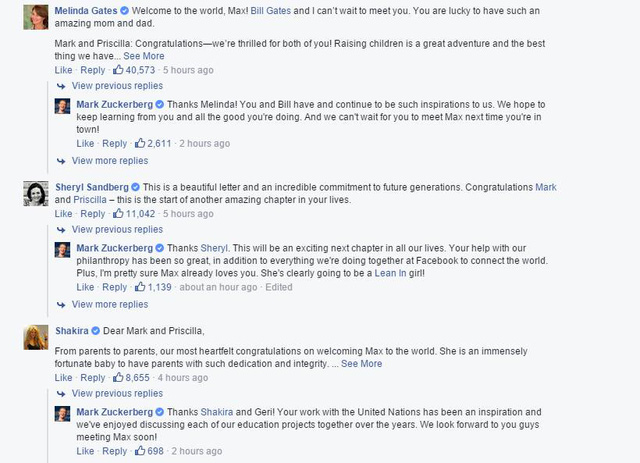 Melinda Gates Welcome to the world, Max! Bill Gates and I can't wait to meet you. You are lucky to have such an
amazing mom and dad.
Mark and Priscilla: Congratulations—we're thrilled for both of you! Raising children is a great adventure and the best
thing we have... See More
Like · Reply · 40,573 · 5 hours ago
View previous replies
Mark Zuckerberg Thanks Melinda! You and Bill have and continue to be such inspirations to us. We hope to
keep learning from you and all the good you're doing. And we can't wait for you to meet Max next time you're in
town!
Like · Reply · 2,611 · 2 hours ago
View more replies
Sheryl Sandberg This is a beautiful letter and an incredible commitment to future generations. Congratulations Mark
and Priscilla – this is the start of another amazing chapter in your lives.
Like · Reply · 11,042 · 5 hours ago
View previous replies
Mark Zuckerberg Thanks Sheryl. This will be an exciting next chapter in all our lives. Your help with our
philanthropy has been so great, in addition to everything we're doing together at Facebook to connect the world.
Plus, I'm pretty sure Max already loves you. She's clearly going to be a Lean In girl!
Like · Reply · 1,139 · about an hour ago · Edited
View more replies
Shakira Dear Mark and Priscilla,
From parents to parents, our most heartfelt congratulations on welcoming Max to the world. She is an immensely
fortunate baby to have parents with such dedication and integrity. ... See More
Like · Reply · 8,655 · 4 hours ago
View previous replies
Mark Zuckerberg Thanks Shakira and Geri! Your work with the United Nations has been an inspiration and
we've enjoyed discussing each of our education projects together over the years. We look forward to you guys
meeting Max soon!
Like · Reply · 698 · 2 hours ago